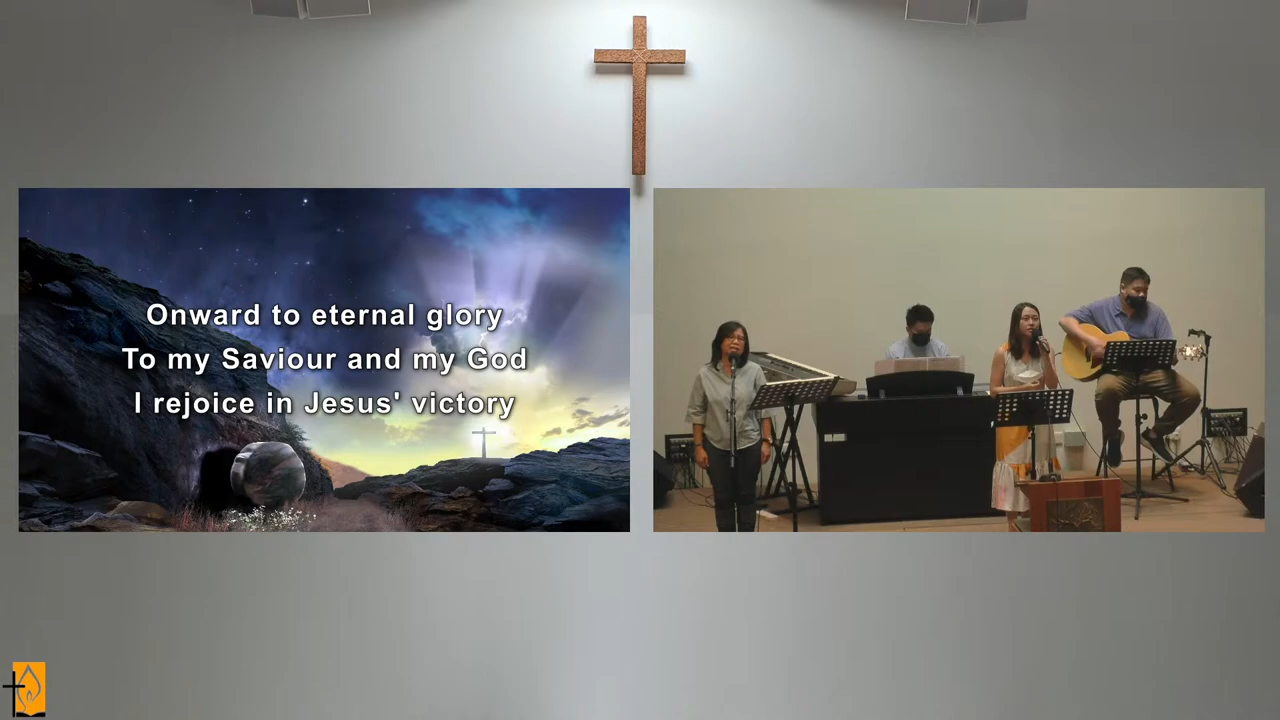 Onward to eternal glory
To my Saviour and my God
I rejoice in Jesus' victory